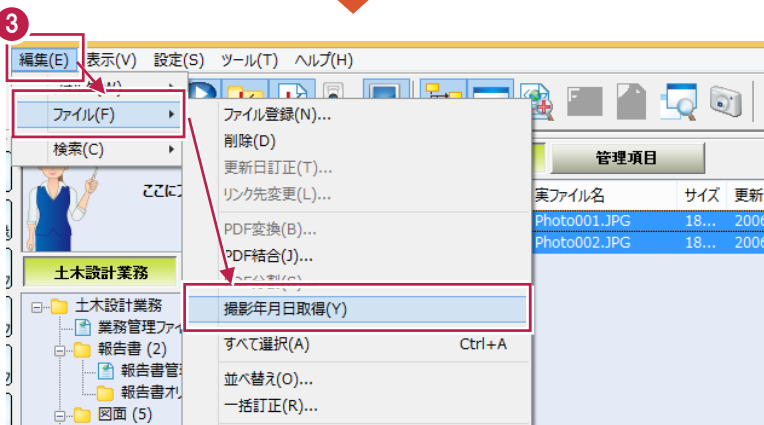 3
編集(E) 表示(V) 設定(S) ツール(T) ヘルプ(H)
ファイル(F)
検索(C)
ファイル登録(N)...
削除(D)
更新日訂正(T)...
リンク先変更(L)...
PDF変換(B)...
PDF結合(J)...
撮影年月日取得(Y)
すべて選択(A) Ctrl+A
並べ替え(O)...
一括訂正(R)...
管理項目
実ファイル名 サイズ 更新
Photo001.JPG 18... 2006
Photo002.JPG 18... 2006
ここに
土木設計業務
土木設計業務
業務管理ファイ
報告書 (2)
報告書管
報告書オリ
図面 (5)